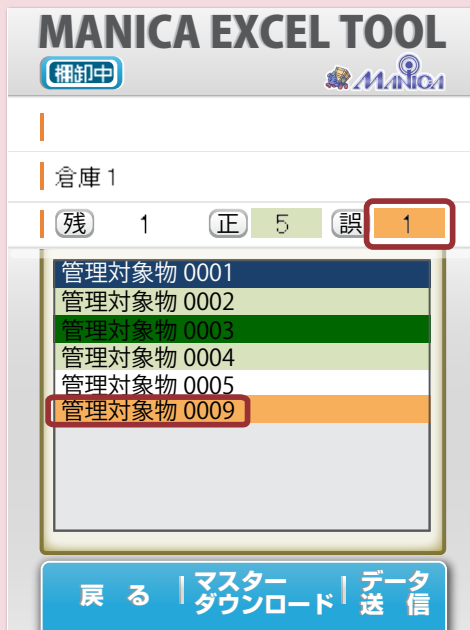 MANICA EXCEL TOOL
棚卸中
MANICA
倉庫1
残 1 正 5 誤 1
管理対象物 0001
管理対象物 0002
管理対象物 0003
管理対象物 0004
管理対象物 0005
管理対象物 0009
戻 る
マスター
ダウンロード
データ
送 信